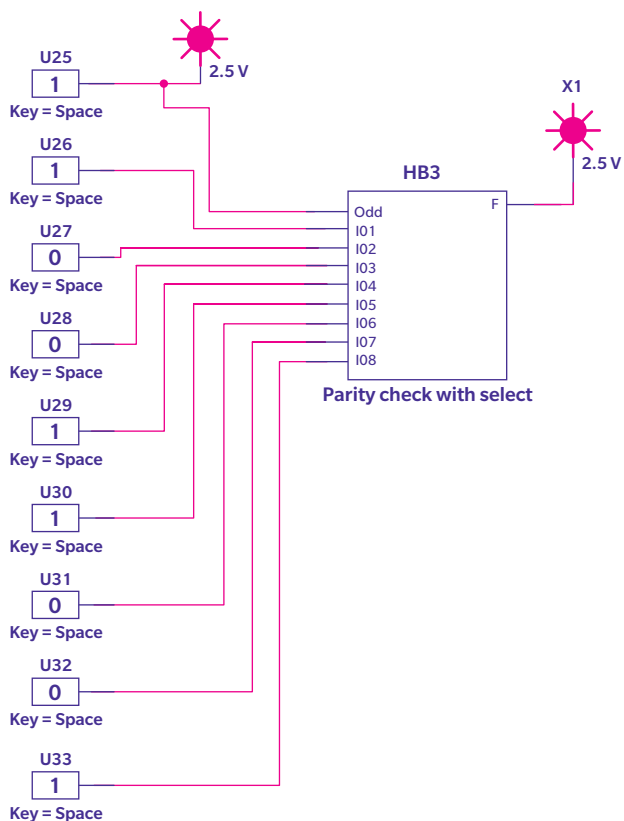 U25
1
Key = Space
2.5 V
U26
1
Key = Space
U27
0
Key = Space
U28
0
Key = Space
U29
1
Key = Space
U30
1
Key = Space
U31
0
Key = Space
U32
0
Key = Space
U33
1
Key = Space
HB3
Odd
I01
I02
I03
I04
I05
I06
I07
I08
F
Parity check with select
X1
2.5 V